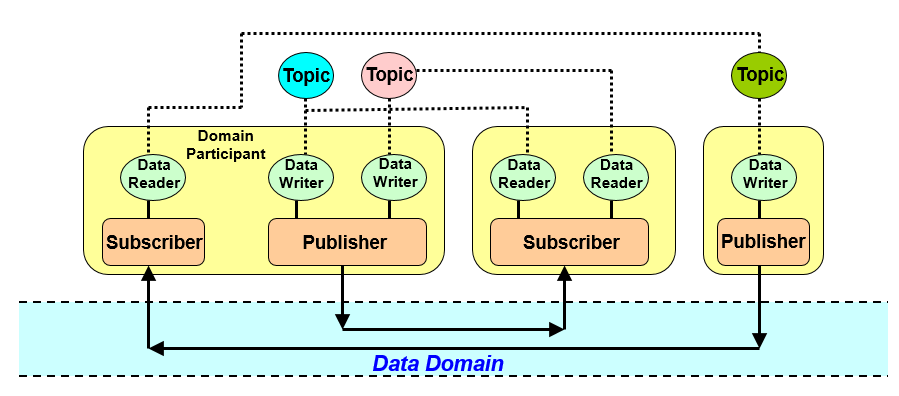 Topic
Topic
Topic
Domain
Participant
Data
Reader
Data
Writer
Data
Writer
Data
Reader
Data
Reader
Data
Writer
Subscriber
Publisher
Subscriber
Publisher
Data Domain